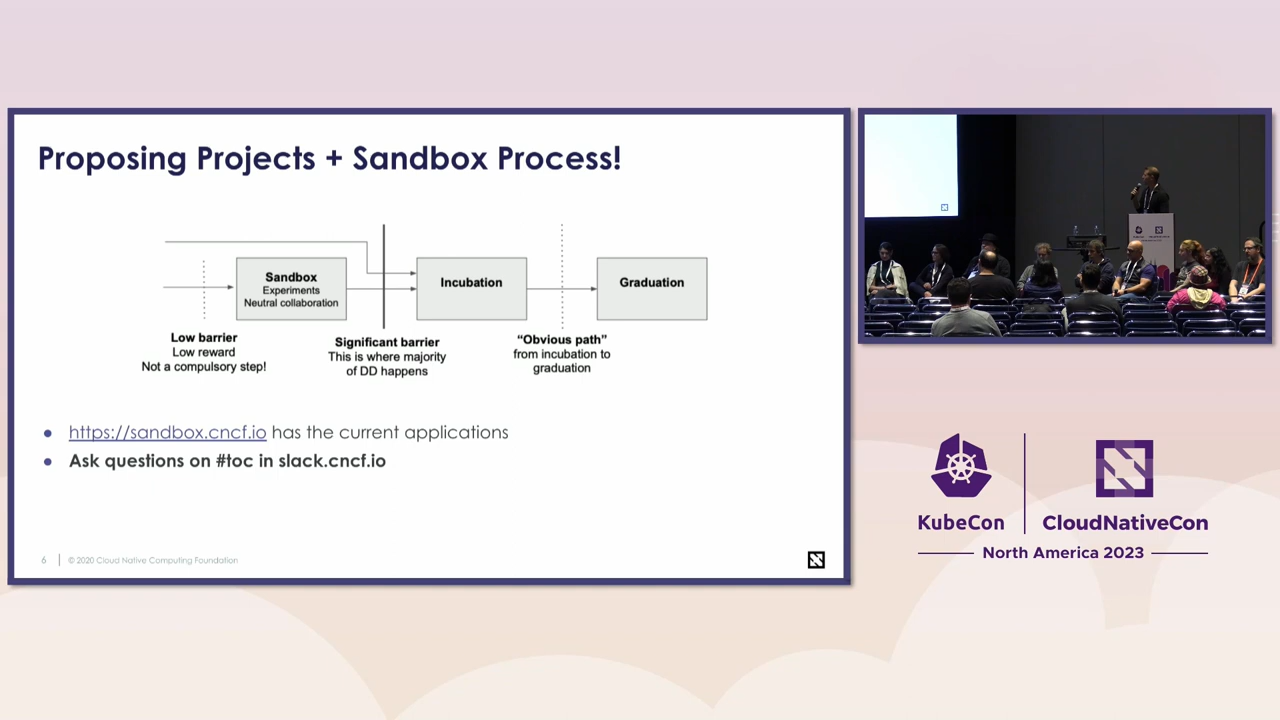 Proposing Projects + Sandbox Process!
Sandbox
Experiments
Neutral collaboration
Incubation
Graduation
Low barrier
Low reward
Not a compulsory step!
Significant barrier
This is where majority
of DD happens
“Obvious path”
from incubation to
graduation
● https://sandbox.cncf.io has the current applications
● Ask questions on #toc in slack.cncf.io
6 | © 2020 Cloud Native Computing Foundation
KubeCon
CloudNativeCon
North America 2023